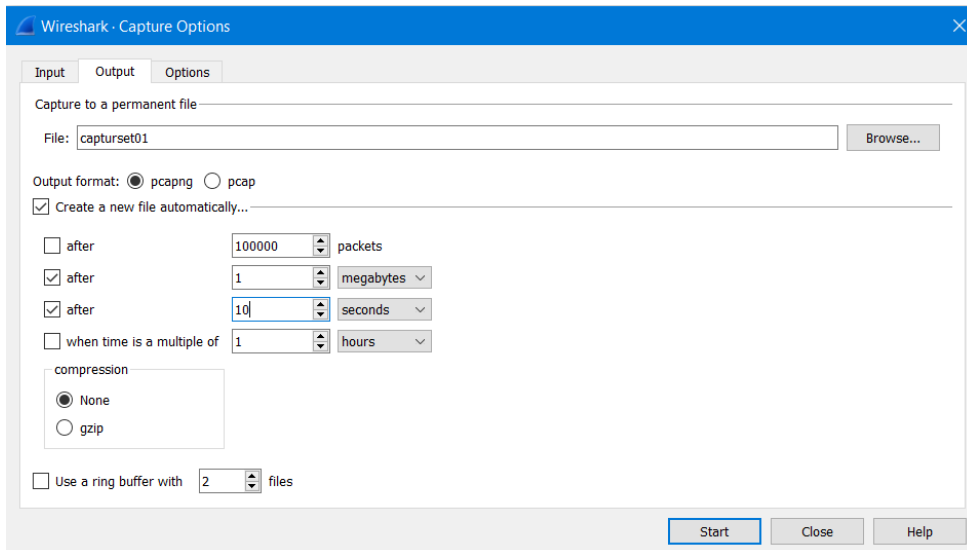 Wireshark · Capture Options
Input Output Options
Capture to a permanent file
File: capturset01 Browse...
Output format: pcapng pcap
Create a new file automatically...
after 100000 packets
after 1 megabytes
after 10 seconds
when time is a multiple of 1 hours
compression
None
gzip
Use a ring buffer with 2 files
Start Close Help